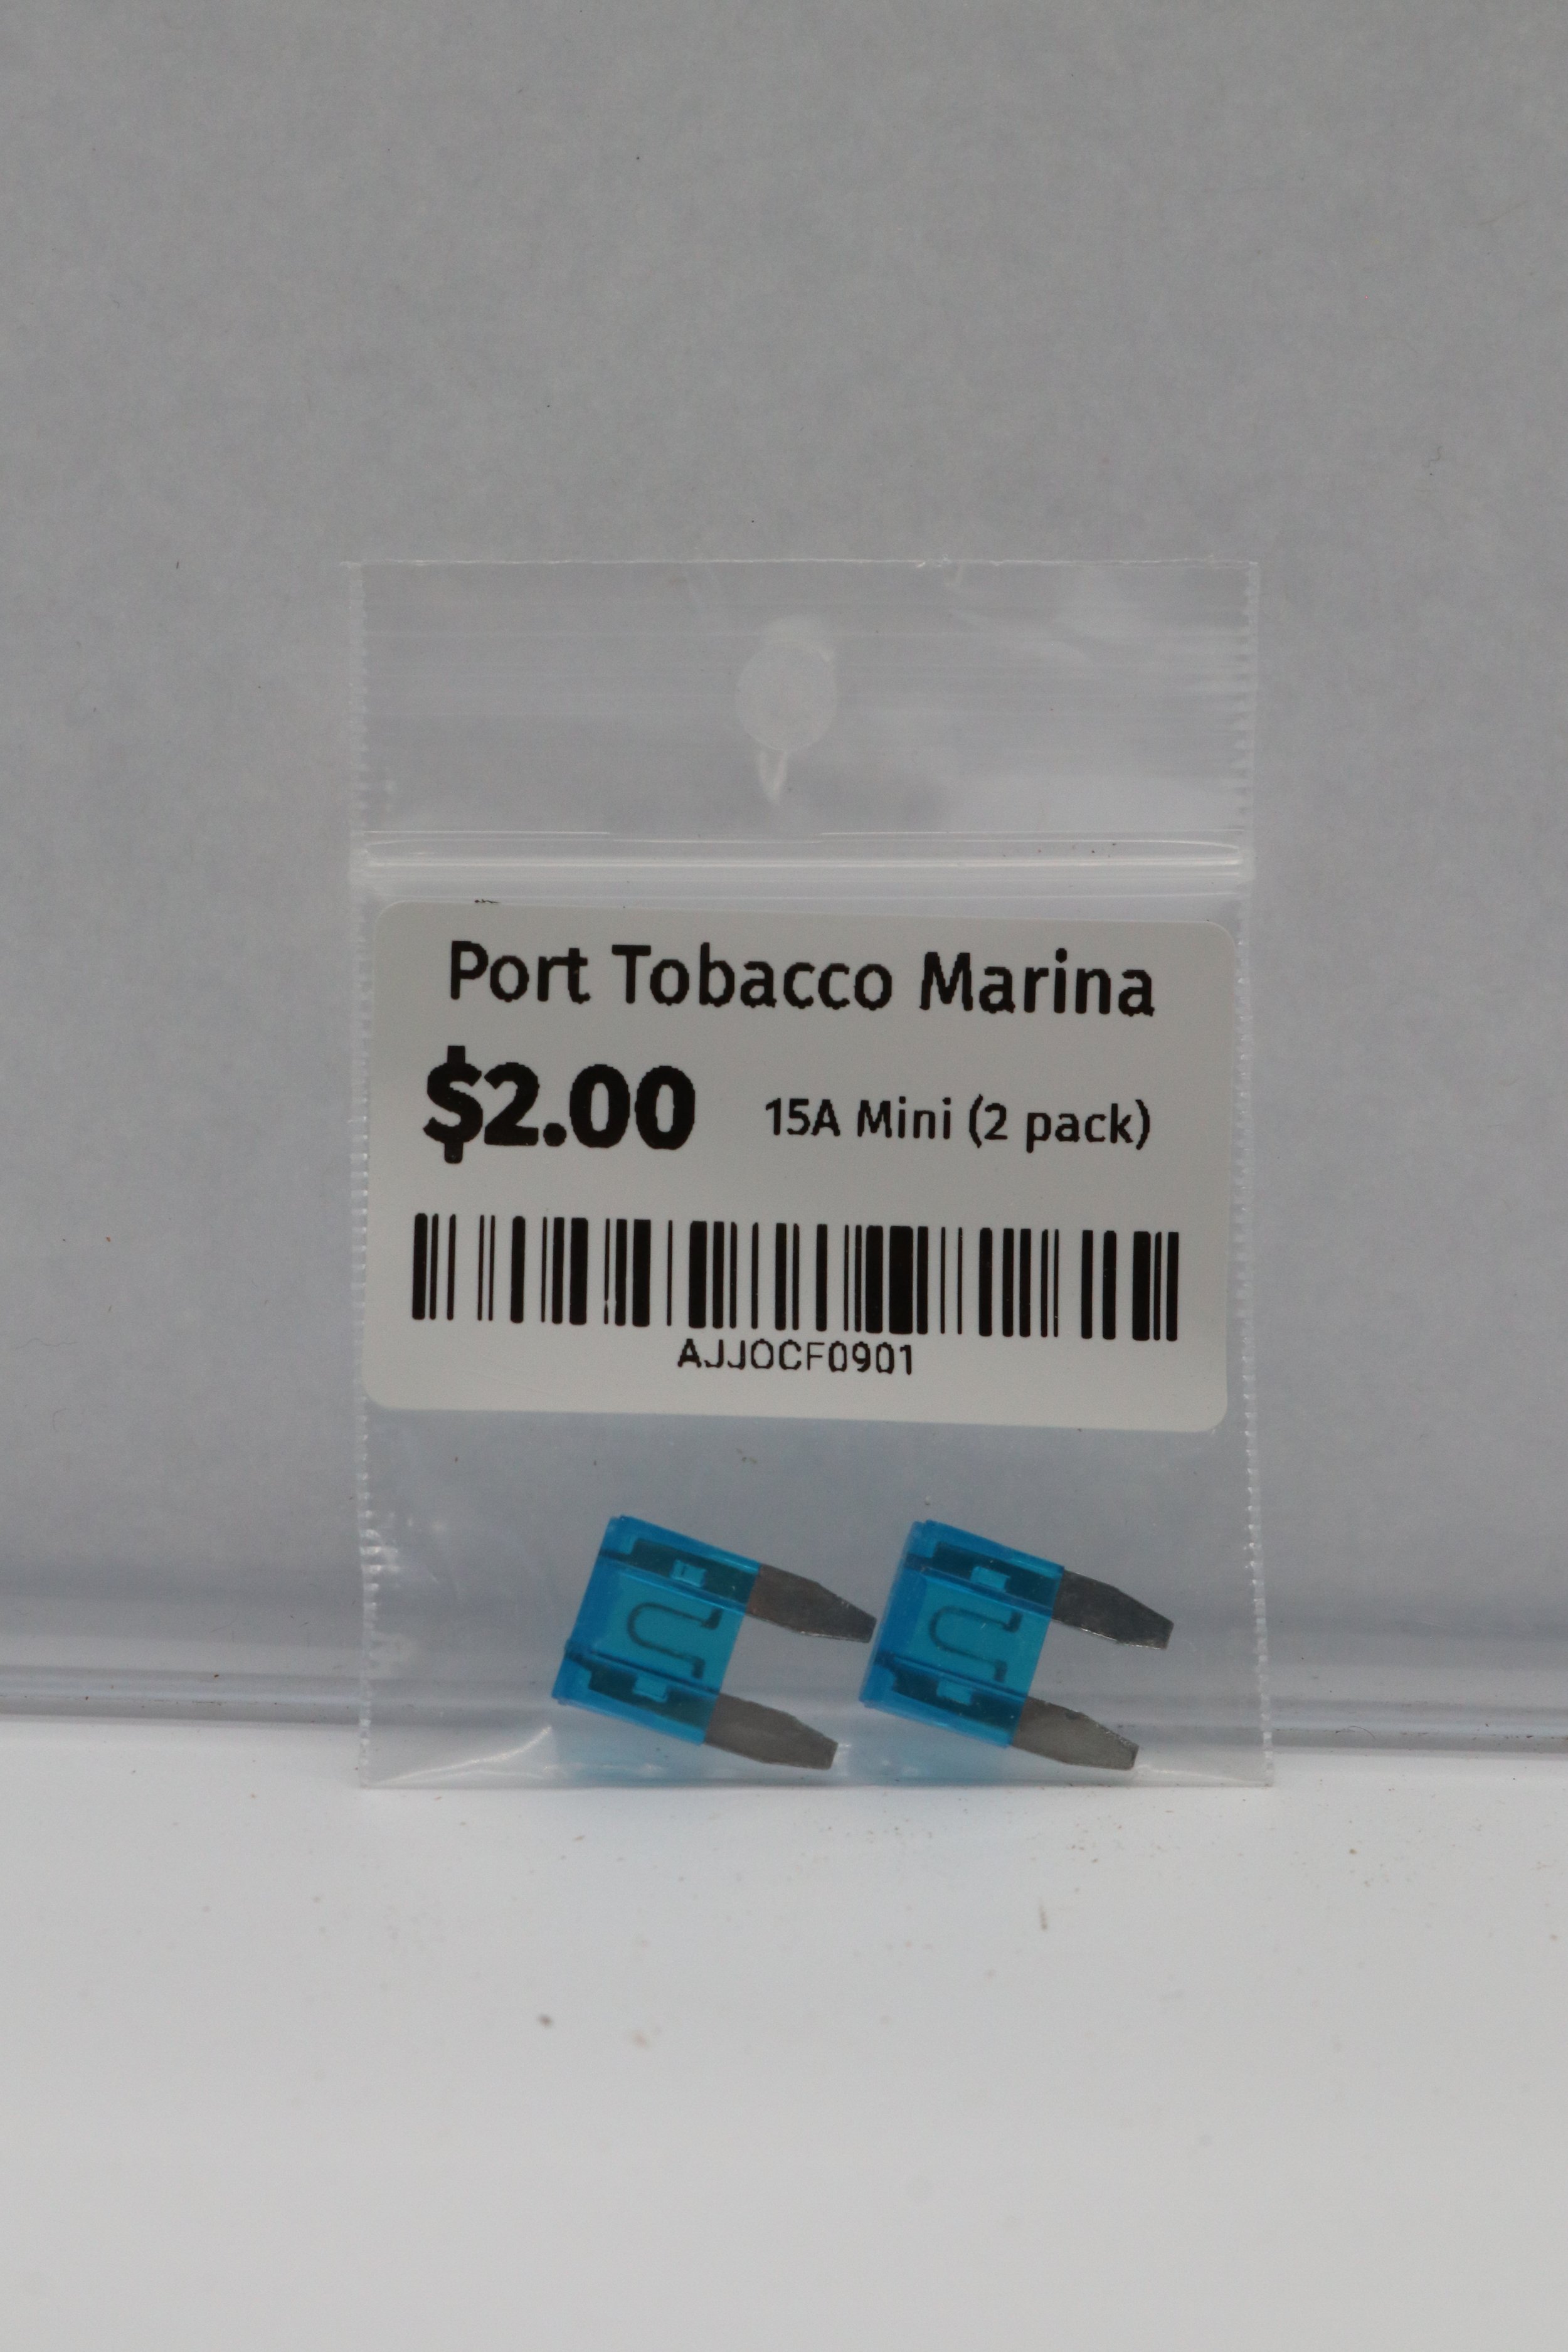 Port Tobacco Marina
$2.00 15A Mini (2 pack)
AJJOCF0901